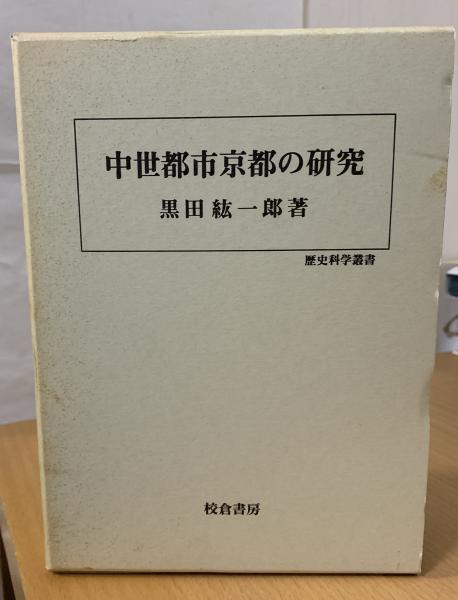 中世都市京都の研究
黒田紘一郎著
歴史科学叢書
校倉書房